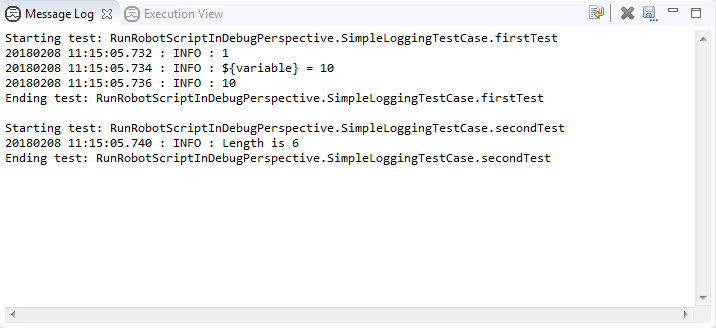 Message Log
Execution View
Starting test: RunRobotScriptInDebugPerspective.SimpleLoggingTestCase.firstTest
20180208 11:15:05.732 : INFO : 1
20180208 11:15:05.734 : INFO : ${variable} = 10
20180208 11:15:05.736 : INFO : 10
Ending test: RunRobotScriptInDebugPerspective.SimpleLoggingTestCase.firstTest

Starting test: RunRobotScriptInDebugPerspective.SimpleLoggingTestCase.secondTest
20180208 11:15:05.740 : INFO : Length is 6
Ending test: RunRobotScriptInDebugPerspective.SimpleLoggingTestCase.secondTest